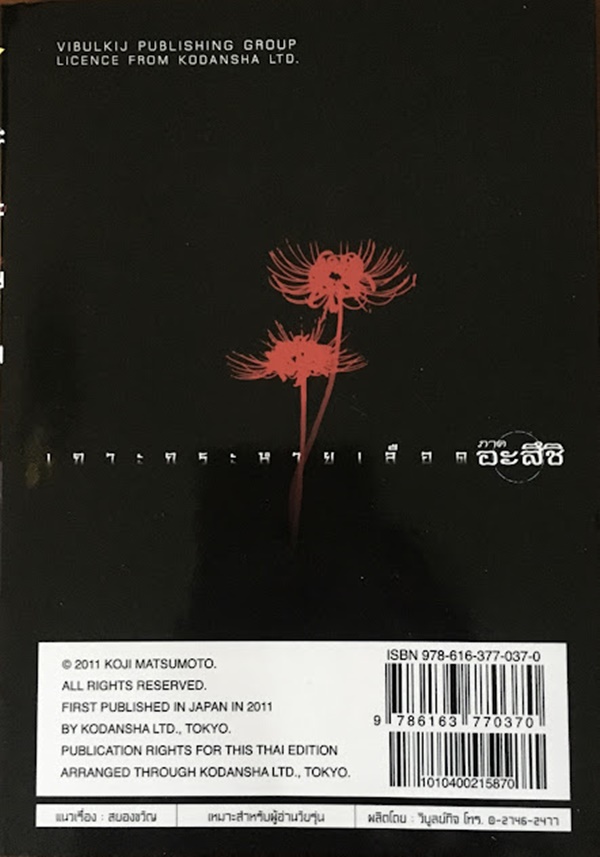 VIBULKIJ PUBLISHING GROUP
LICENCE FROM KODANSHA LTD.
ภาค
เกาะกระหายเลือด อะสึชิ
© 2011 KOJI MATSUMOTO.
ALL RIGHTS RESERVED.
FIRST PUBLISHED IN JAPAN IN 2011
BY KODANSHA LTD., TOKYO.
PUBLICATION RIGHTS FOR THIS THAI EDITION
ARRANGED THROUGH KODANSHA LTD., TOKYO.
ISBN 978-616-377-037-0
9 786163 770370
1010400215870
แนวเรื่อง : สยองขวัญ
เหมาะสำหรับผู้อ่านวัยรุ่น
ผลิตโดย : วิบูลย์กิจ โทร. 0-2746-2477